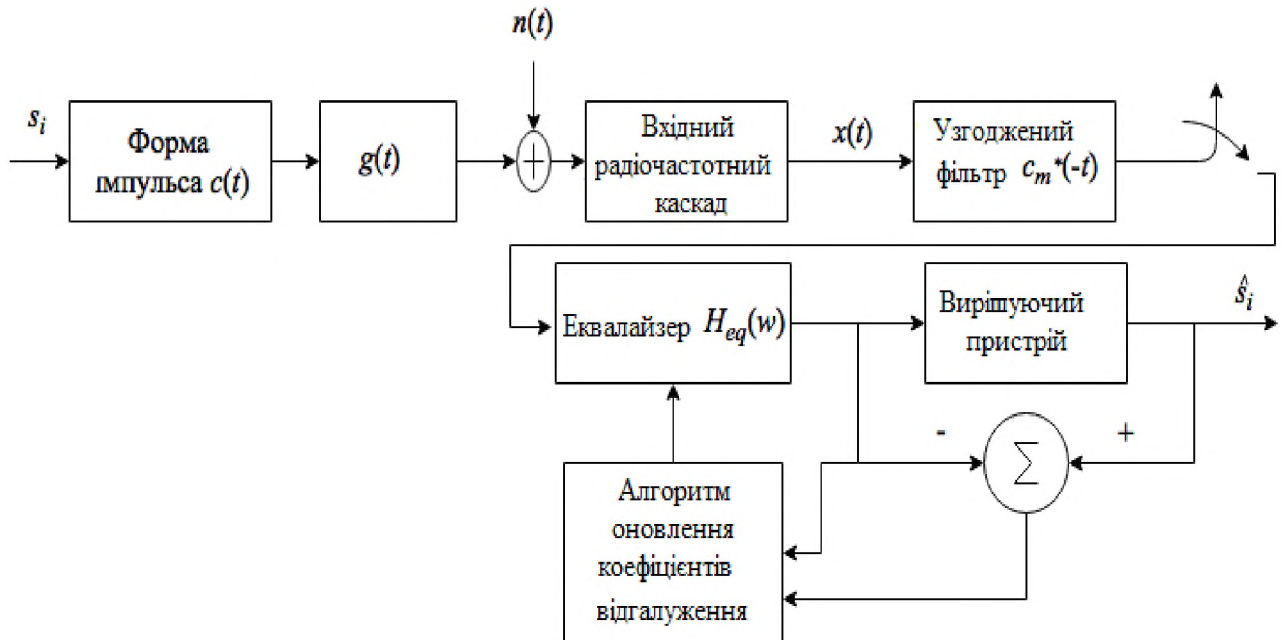 n(t)
s_i
Форма
імпульса c(t)
g(t)
+
Вхідний
радіочастотний
каскад
x(t)
Узгоджений
фільтр c_m*(-t)
Еквалайзер H_eq(w)
Вирішуючий
пристрій
ŝ_i
-
Σ
+
Алгоритм
оновлення
коефіцієнтів
відгалуження